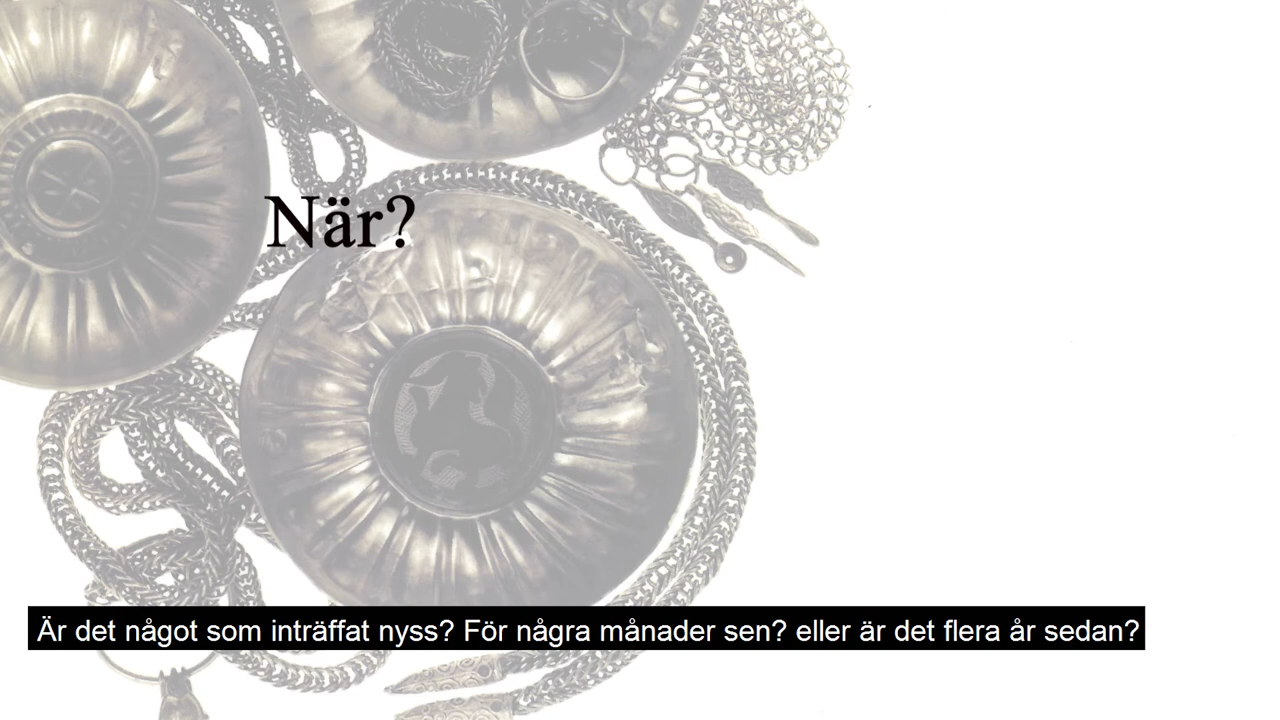 När?
Är det något som inträffat nyss? För några månader sen? eller är det flera år sedan?